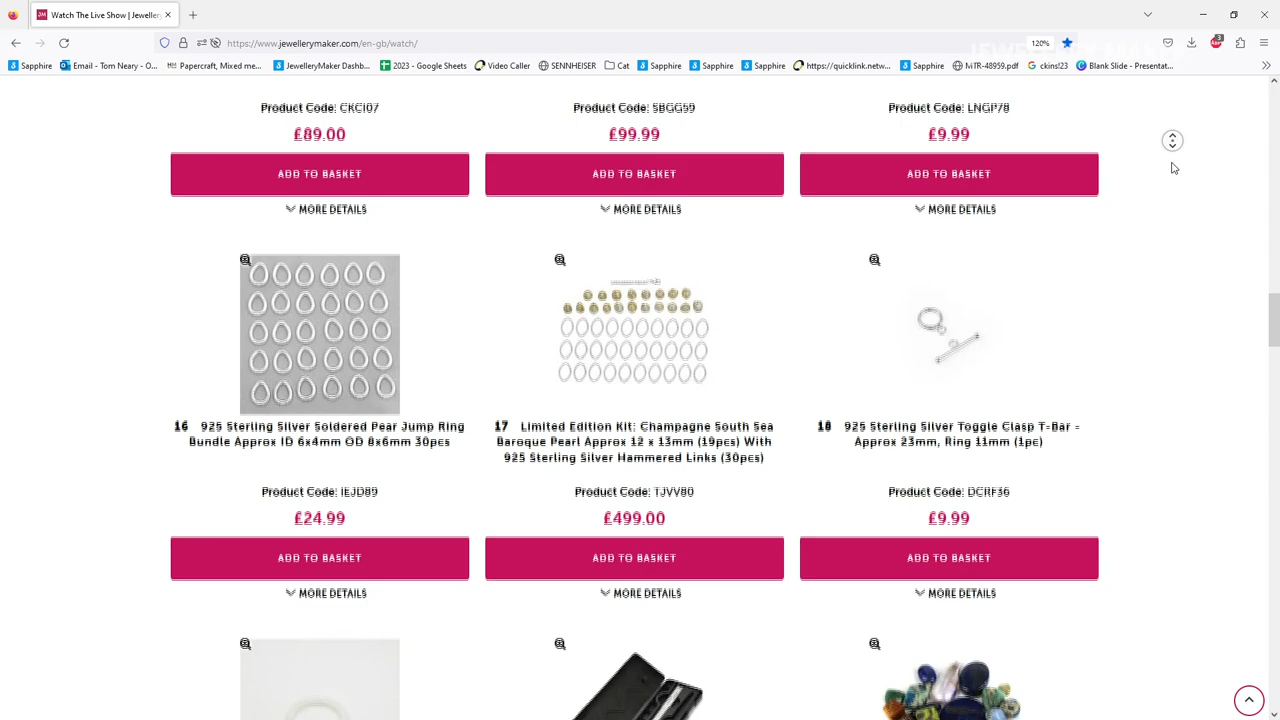 Watch The Live Show | Jeweller
https://www.jewellerymaker.com/en-gb/watch/
120%
3
Sapphire
Email - Tom Neary - O...
Papercraft, Mixed me...
JewelleryMaker Dashb...
2023 - Google Sheets
Video Caller
SENNHEISER
Cat
Sapphire
Sapphire
Sapphire
https://quicklink.netw...
Sapphire
MTR-48959.pdf
ckins!23
Blank Slide - Presentat...
Product Code: CKCI07
Product Code: SBGG59
Product Code: LNGP78
£89.00
£99.99
£9.99
ADD TO BASKET
ADD TO BASKET
ADD TO BASKET
MORE DETAILS
MORE DETAILS
MORE DETAILS
16 925 Sterling Silver Soldered Pear Jump Ring
Bundle Approx ID 6x4mm OD 8x6mm 30pcs
17 Limited Edition Kit: Champagne South Sea
Baroque Pearl Approx 12 x 13mm (19pcs) With
925 Sterling Silver Hammered Links (30pcs)
18 925 Sterling Silver Toggle Clasp T-Bar =
Approx 23mm, Ring 11mm (1pc)
Product Code: IEJD89
Product Code: TJVV80
Product Code: DCRF36
£24.99
£499.00
£9.99
ADD TO BASKET
ADD TO BASKET
ADD TO BASKET
MORE DETAILS
MORE DETAILS
MORE DETAILS